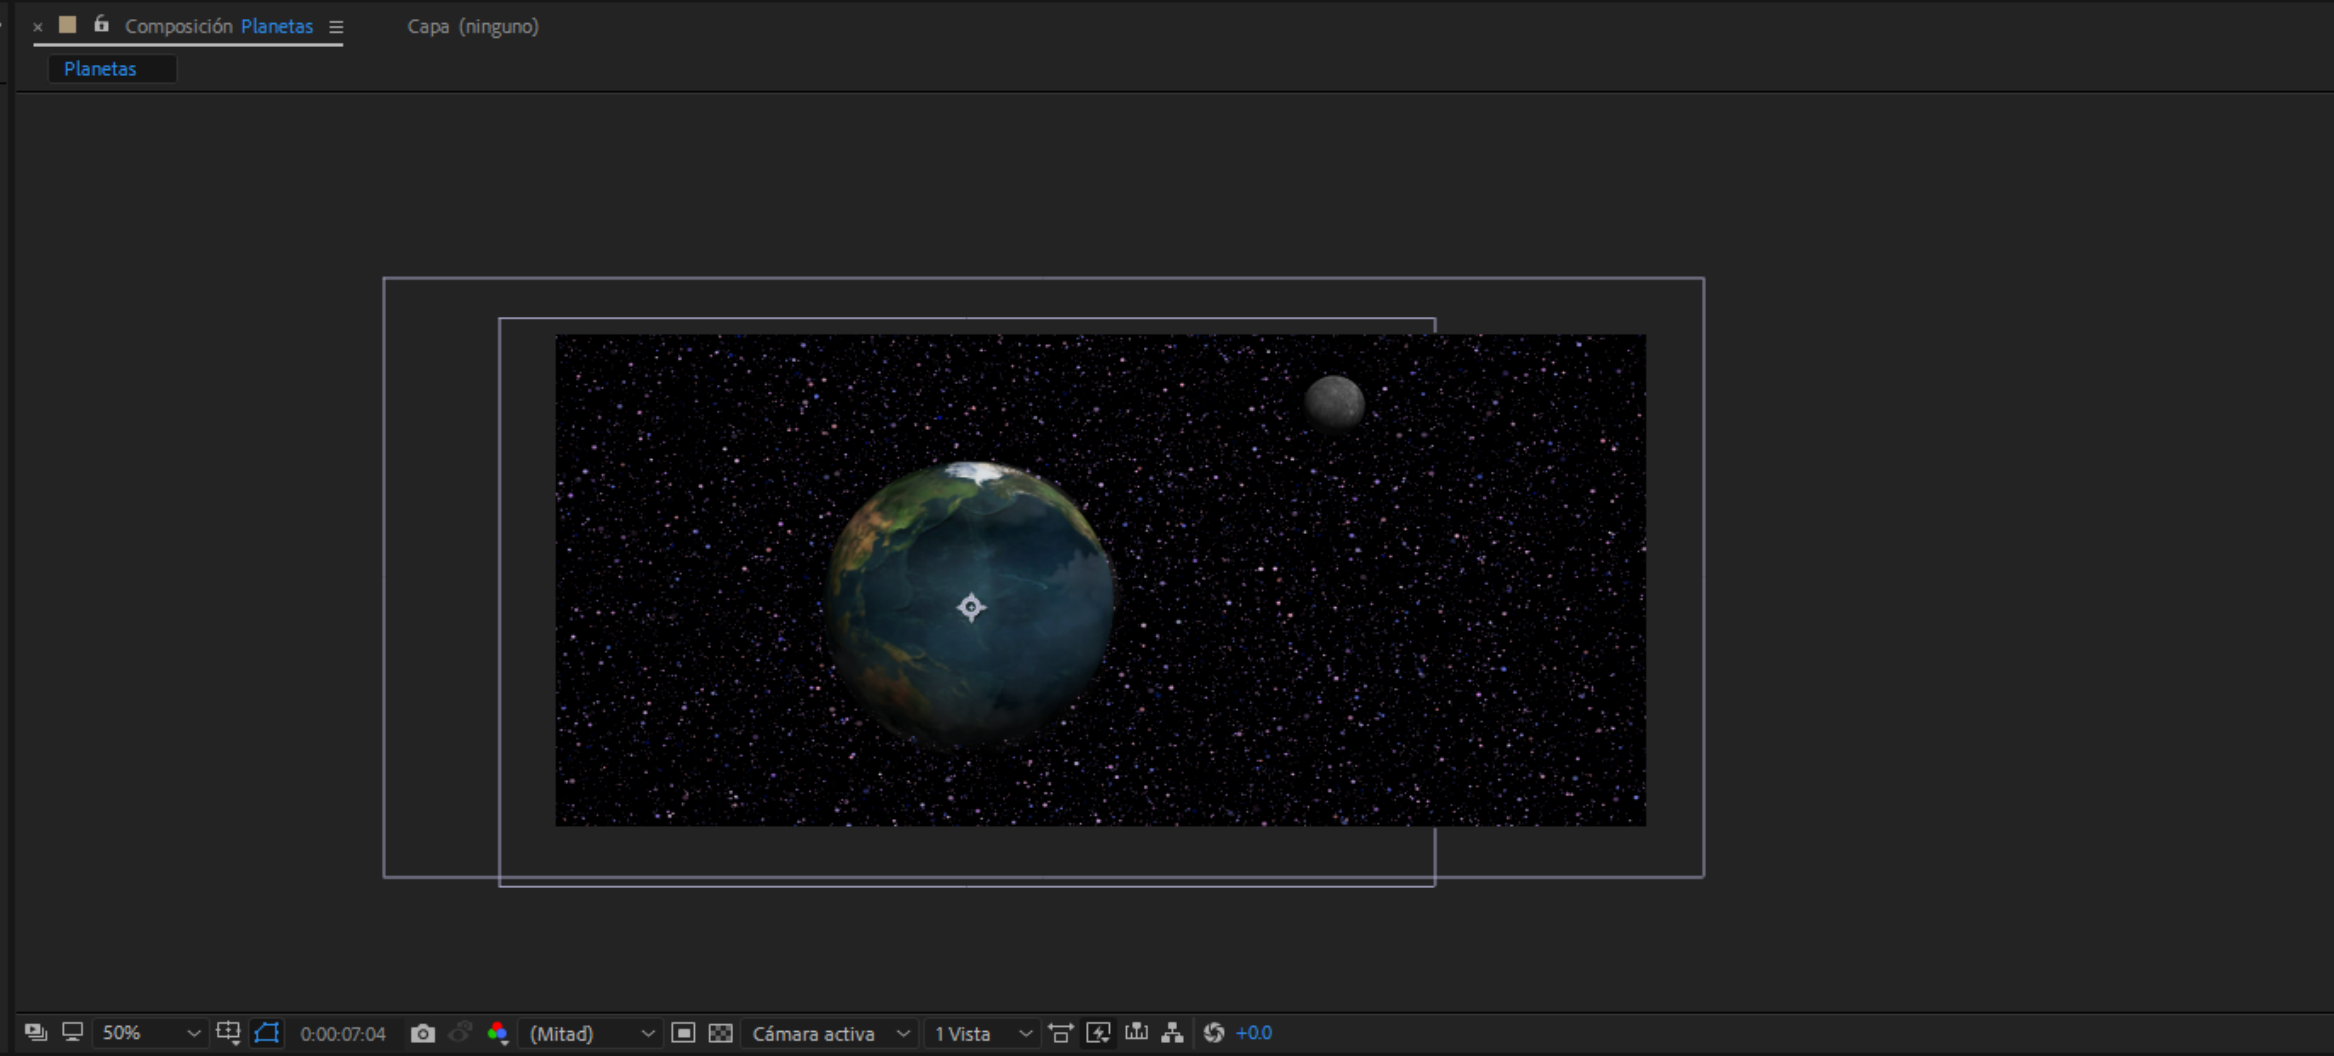 Composición Planetas
Capa (ninguno)
Planetas
50%
0:00:07:04
(Mitad)
Cámara activa
1 Vista
+0.0